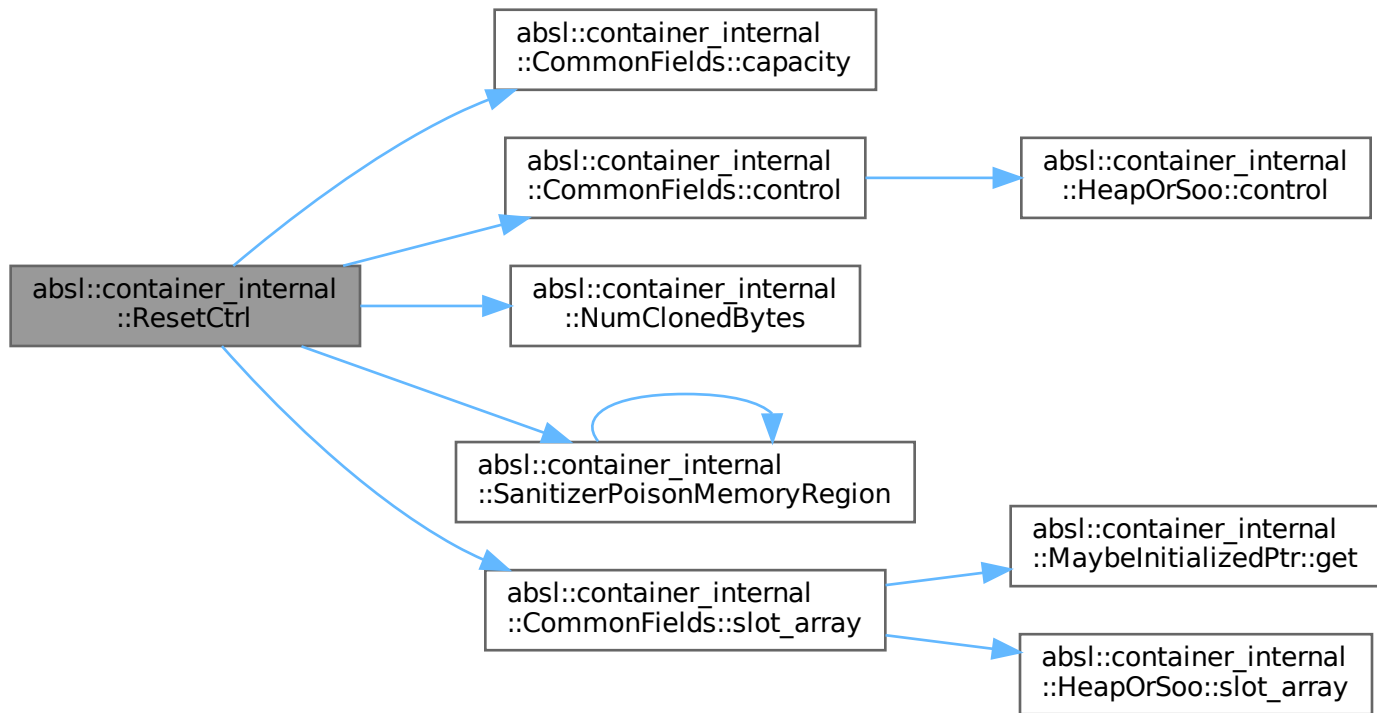 absl::container_internal
::CommonFields::capacity
absl::container_internal
::CommonFields::control
absl::container_internal
::HeapOrSoo::control
absl::container_internal
::ResetCtrl
absl::container_internal
::NumClonedBytes
absl::container_internal
::SanitizerPoisonMemoryRegion
absl::container_internal
::MaybeInitializedPtr::get
absl::container_internal
::CommonFields::slot_array
absl::container_internal
::HeapOrSoo::slot_array